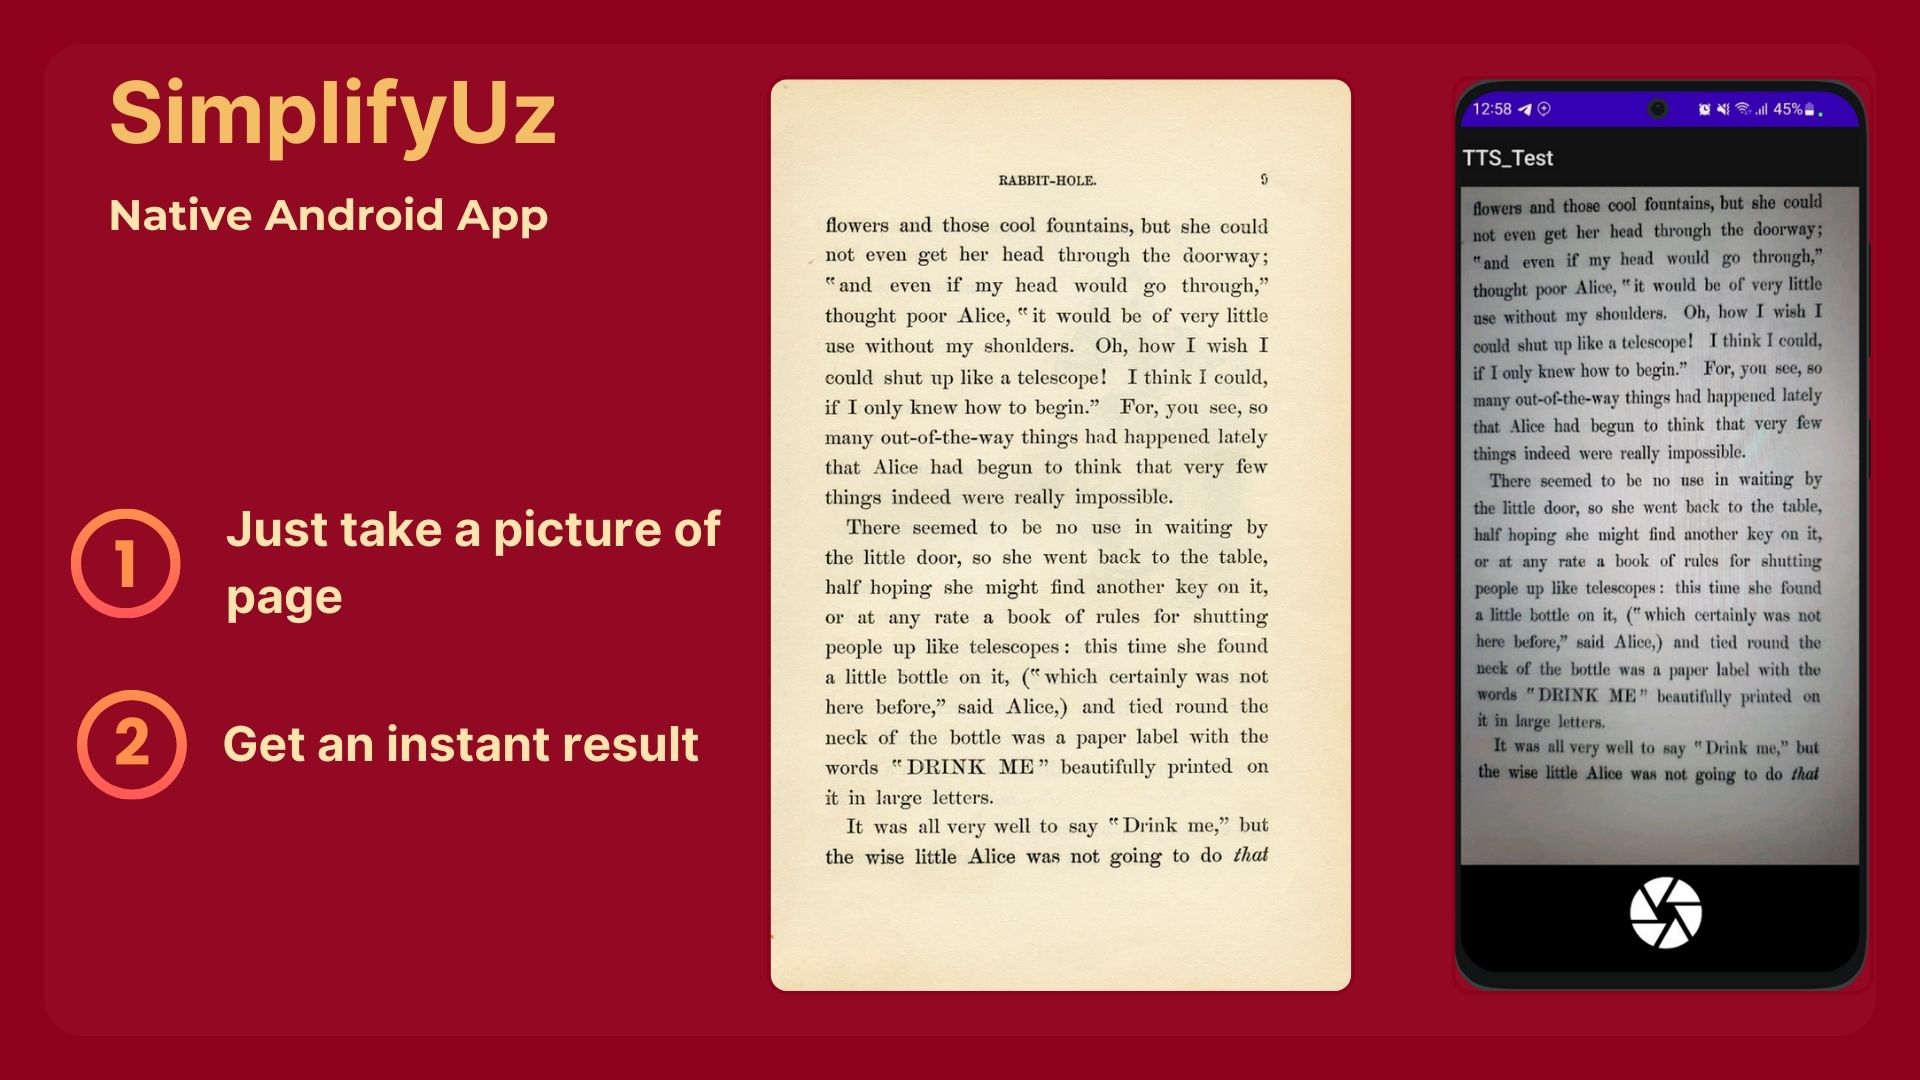 SimplifyUz
Native Android App
1
Just take a picture of
page
2
Get an instant result
RABBIT-HOLE. 9
flowers and those cool fountains, but she could
not even get her head through the doorway;
“and even if my head would go through,”
thought poor Alice, “it would be of very little
use without my shoulders. Oh, how I wish I
could shut up like a telescope! I think I could,
if I only knew how to begin.” For, you see, so
many out-of-the-way things had happened lately
that Alice had begun to think that very few
things indeed were really impossible.
There seemed to be no use in waiting by
the little door, so she went back to the table,
half hoping she might find another key on it,
or at any rate a book of rules for shutting
people up like telescopes: this time she found
a little bottle on it, (“which certainly was not
here before,” said Alice,) and tied round the
neck of the bottle was a paper label with the
words “DRINK ME” beautifully printed on
it in large letters.
It was all very well to say “Drink me,” but
the wise little Alice was not going to do that
12:58 45%
TTS_Test
flowers and those cool fountains, but she could
not even get her head through the doorway;
“and even if my head would go through,”
thought poor Alice, “it would be of very little
use without my shoulders. Oh, how I wish I
could shut up like a telescope! I think I could,
if I only knew how to begin.” For, you see, so
many out-of-the-way things had happened lately
that Alice had begun to think that very few
things indeed were really impossible.
There seemed to be no use in waiting by
the little door, so she went back to the table,
half hoping she might find another key on it,
or at any rate a book of rules for shutting
people up like telescopes: this time she found
a little bottle on it, (“which certainly was not
here before,” said Alice,) and tied round the
neck of the bottle was a paper label with the
words “DRINK ME” beautifully printed on
it in large letters.
It was all very well to say “Drink me,” but
the wise little Alice was not going to do that